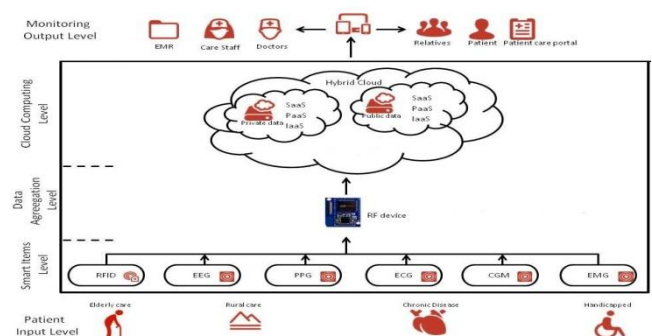 Monitoring
Output Level
EMR
Care Staff
Doctors
Relatives
Patient
Patient care portal
Cloud Computing
Level
Hybrid Cloud
SaaS
PaaS
IaaS
Private data
SaaS
PaaS
IaaS
Public data
Data
Agreegation
Level
RF device
Smart Items
Level
RFID
EEG
PPG
ECG
CGM
EMG
Patient
Input Level
Elderly care
Rural care
Chronic Disease
Handicapped